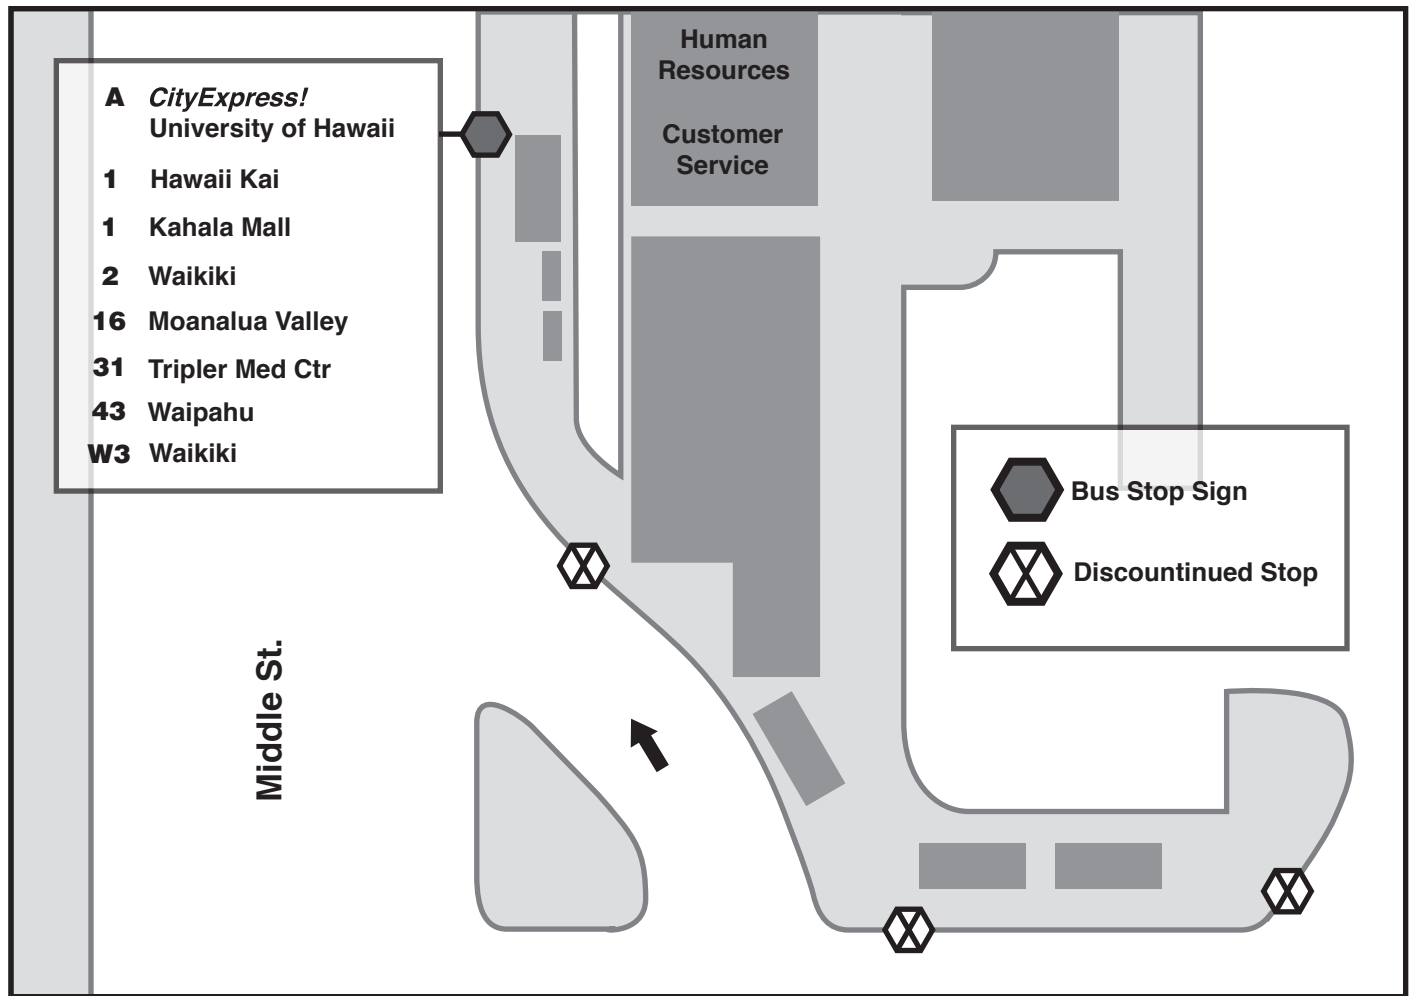 Human
Resources
Customer
Service
A CityExpress!
University of Hawaii
1 Hawaii Kai
1 Kahala Mall
2 Waikiki
16 Moanalua Valley
31 Tripler Med Ctr
43 Waipahu
W3 Waikiki
Bus Stop Sign
Discountinued Stop
Middle St.